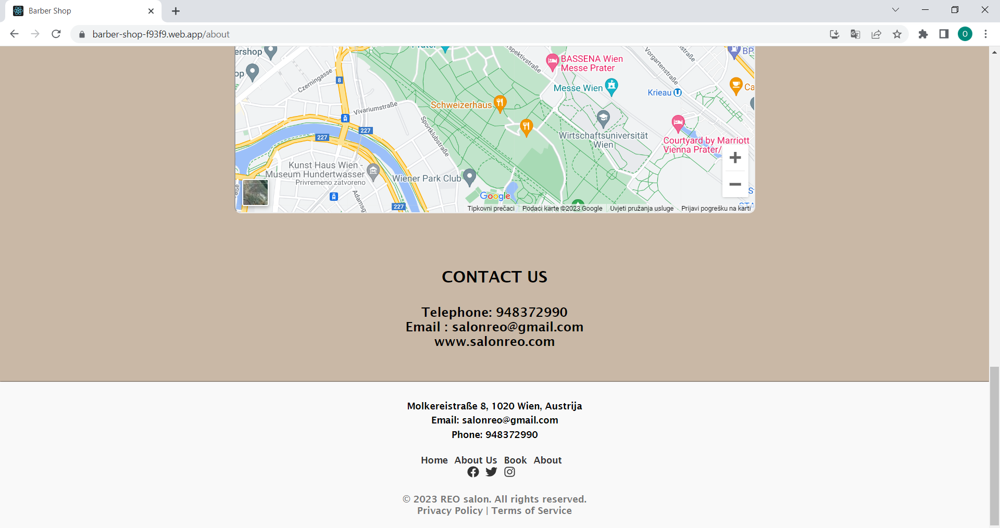 Barber Shop
barber-shop-f93f9.web.app/about
O
ershop
Prater
spektivstraße
BASSENA Wien
Messe Prater
Vorgartenstraße
BP
op
Czerningasse
8
Messe Wien
Krieau U
Ca
Schweizerhaus
Vivariumstraße
227
227
Sportklubstraße
Wirtschaftsuniversität
Wien
Courtyard by Marriott
Vienna Prater/
Kunst Haus Wien -
Museum Hundertwasser
Privremeno zatvoreno
Wiener Park Club
Adamsg
227
Google
Tipkovni prečaci
Podaci karte ©2023 Google
Uvjeti pružanja usluge
Prijavi pogrešku na karti
CONTACT US
Telephone: 948372990
Email : salonreo@gmail.com
www.salonreo.com
Molkereistraße 8, 1020 Wien, Austrija
Email: salonreo@gmail.com
Phone: 948372990
Home About Us Book About
© 2023 REO salon. All rights reserved.
Privacy Policy | Terms of Service